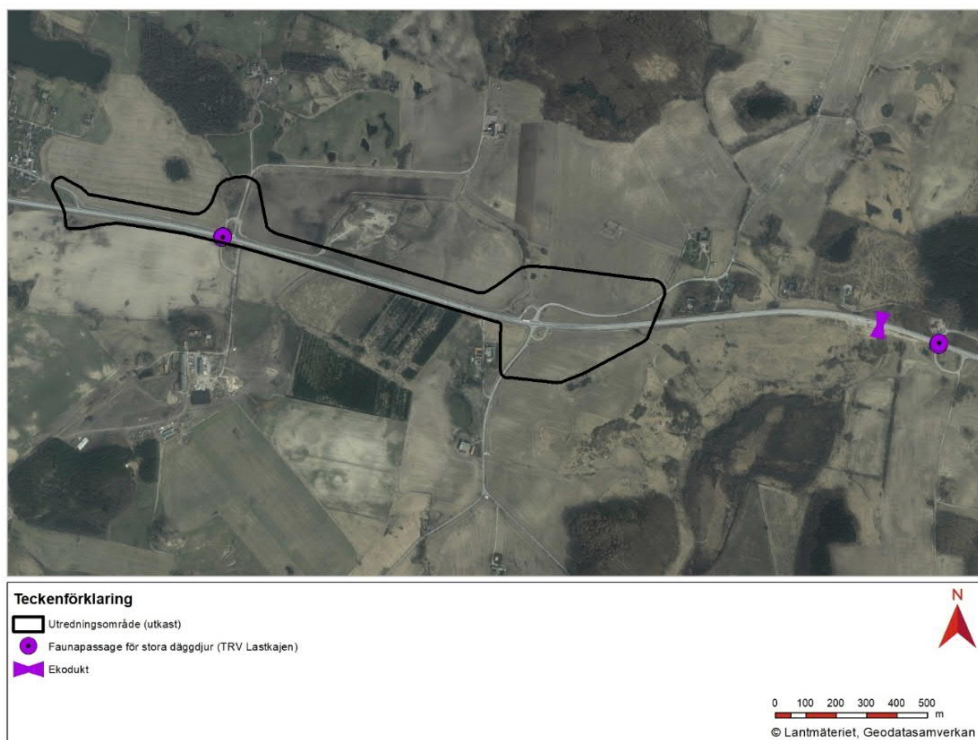 Teckenförklaring
Utredningsområde (utkast)
Faunapassage för stora däggdjur (TRV Lastkajen)
Ekodukt
N
0 100 200 300 400 500
m
© Lantmäteriet, Geodatasamverkan